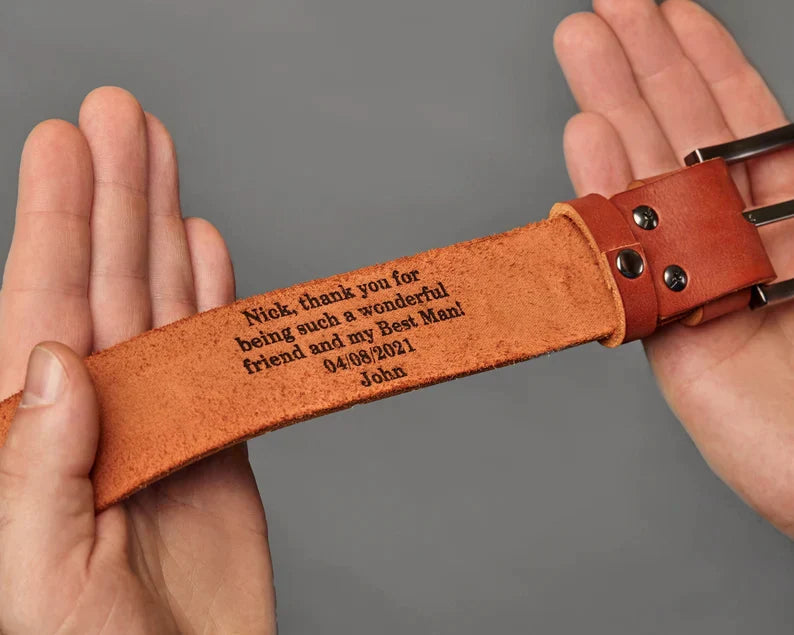 Nick, thank you for
being such a wonderful
friend and my Best Man!
04/08/2021
John